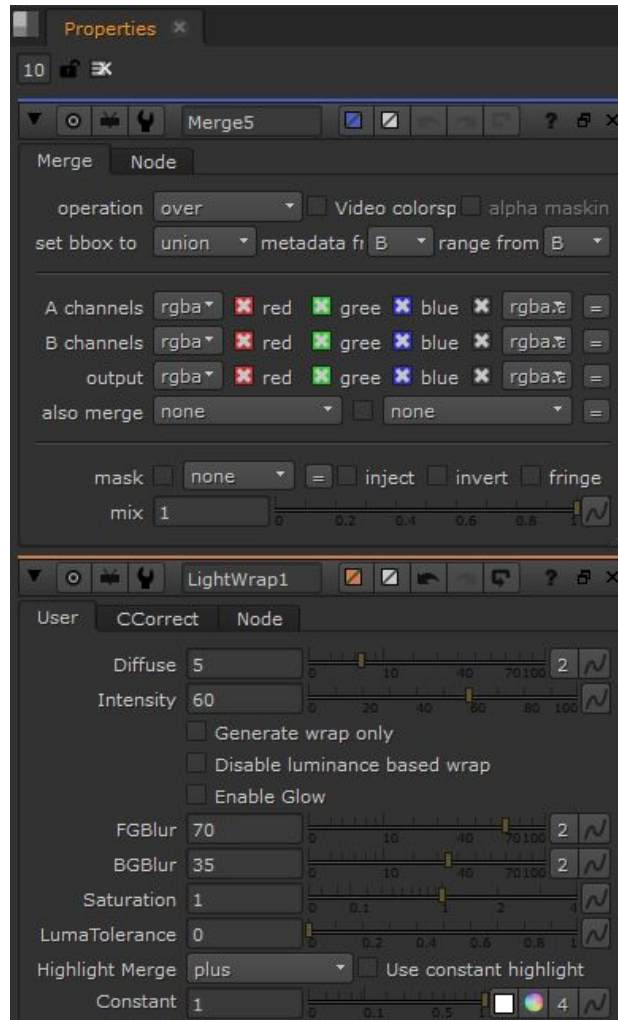 Properties
10
Merge5 ?
Merge Node
operation over Video colorsp alpha maskin
set bbox to union metadata fr B range from B
A channels rgba red gree blue rgba.a =
B channels rgba red gree blue rgba.a =
output rgba red gree blue rgba.a =
also merge none none =
mask none = inject invert fringe
mix 1 0 0.2 0.4 0.6 0.8 1
LightWrap1 ?
User CCorrect Node
Diffuse 5 0 10 40 70 100 2
Intensity 60 0 20 40 60 80 100
Generate wrap only
Disable luminance based wrap
Enable Glow
FGBlur 70 0 10 40 70 100 2
BGBlur 35 0 10 40 70 100 2
Saturation 1 0 0.1 1 2 4
LumaTolerance 0 0 0.2 0.4 0.6 0.8 1
Highlight Merge plus Use constant highlight
Constant 1 0 0.1 0.5 1 4